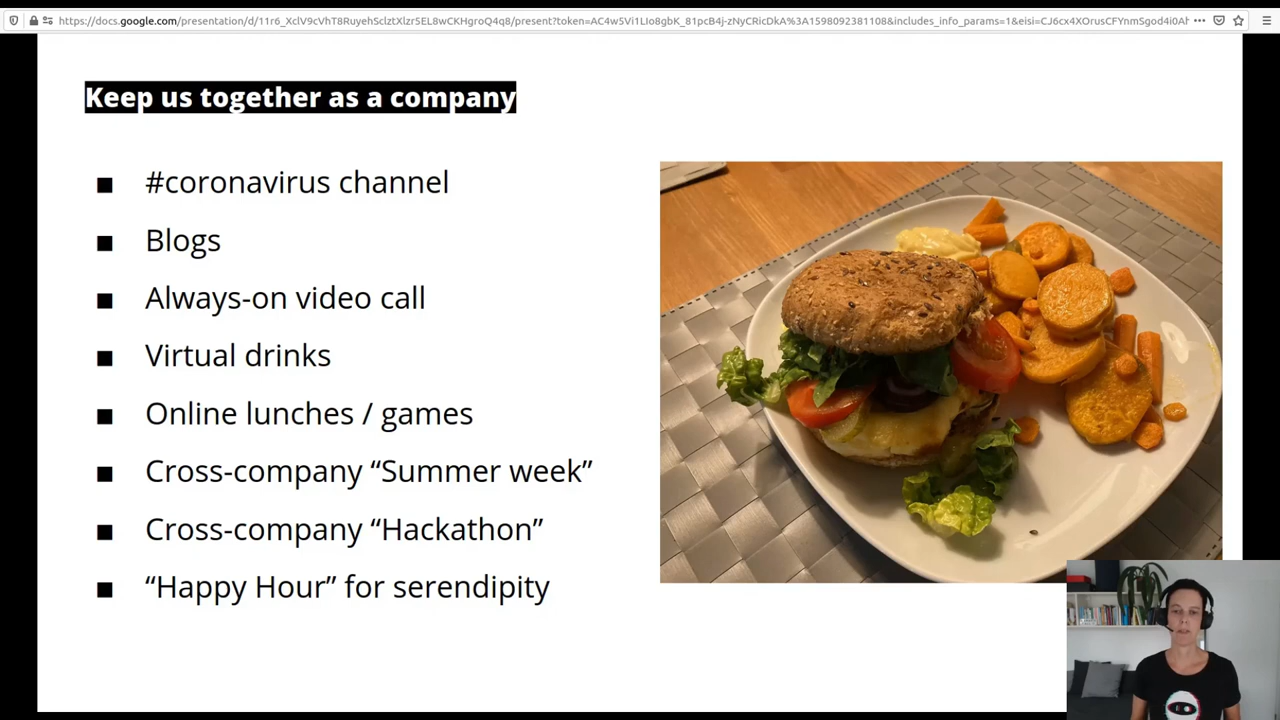 https://docs.google.com/presentation/d/11r6_XclV9cVhT8RuyehSclztXlzrSEL8wCKHgroQ4q8/present?token=AC4w5Vi1LIo8gbK_81pcB4j-zNyCRicDkA%3A1598092381108&includes_info_params=1&eisi=CJ6cx4XOrusCFYnmSgod4i0Ah
Keep us together as a company
■ #coronavirus channel
■ Blogs
■ Always-on video call
■ Virtual drinks
■ Online lunches / games
■ Cross-company “Summer week”
■ Cross-company “Hackathon”
■ “Happy Hour” for serendipity